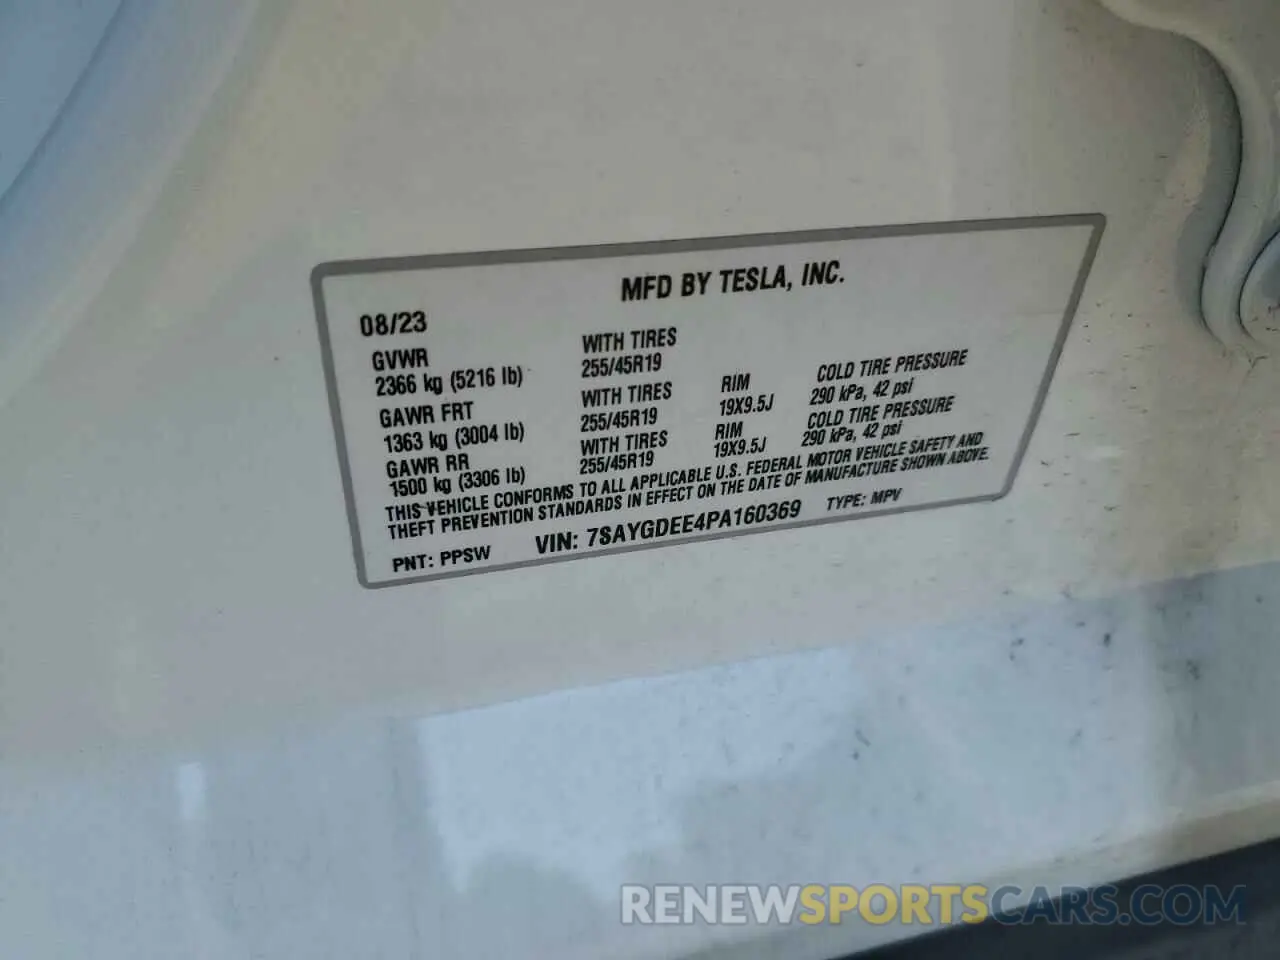 MFD BY TESLA, INC.
08/23
GVWR WITH TIRES
2366 kg (5216 lb) 255/45R19
GAWR FRT WITH TIRES RIM COLD TIRE PRESSURE
1363 kg (3004 lb) 255/45R19 19X9.5J 290 kPa, 42 psi
GAWR RR WITH TIRES RIM COLD TIRE PRESSURE
1500 kg (3306 lb) 255/45R19 19X9.5J 290 kPa, 42 psi
THIS VEHICLE CONFORMS TO ALL APPLICABLE U.S. FEDERAL MOTOR VEHICLE SAFETY AND
THEFT PREVENTION STANDARDS IN EFFECT ON THE DATE OF MANUFACTURE SHOWN ABOVE.
PNT: PPSW VIN: 7SAYGDEE4PA160369 TYPE: MPV
RENEWSPORTSCARS.COM